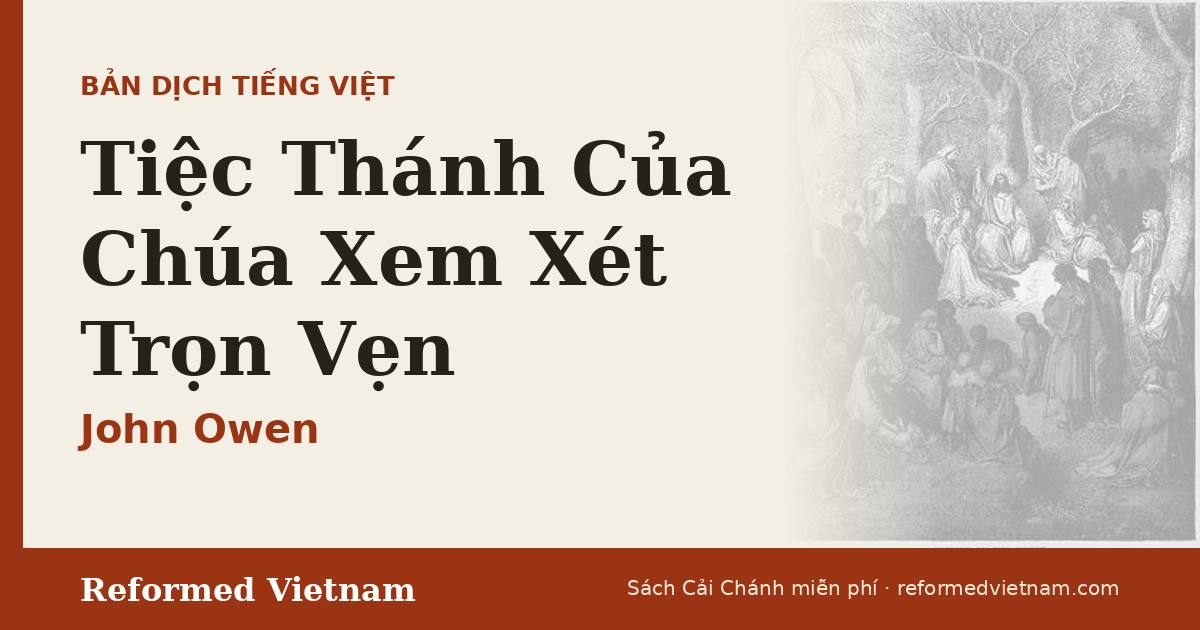 BẢN DỊCH TIẾNG VIỆT
Tiệc Thánh Của
Chúa Xem Xét
Trọn Vẹn
John Owen
Reformed Vietnam
Sách Cải Chánh miễn phí · reformedvietnam.com